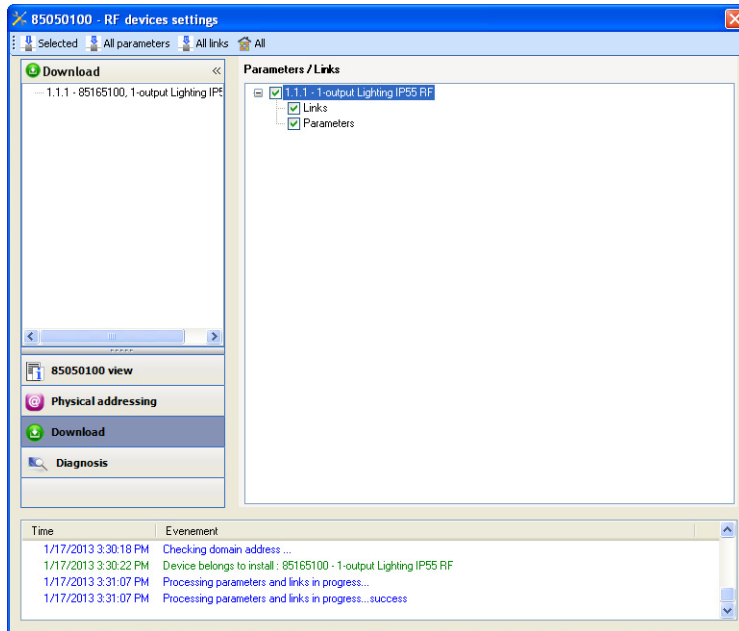 85050100 - RF devices settings
Selected All parameters All links All
Download «
1.1.1 - 85165100, 1-output Lighting IP5
Parameters / Links
1.1.1 - 1-output Lighting IP55 RF
Links
Parameters
85050100 view
Physical addressing
Download
Diagnosis
Time Evenement
1/17/2013 3:30:18 PM Checking domain address ...
1/17/2013 3:30:22 PM Device belongs to install : 85165100 - 1-output Lighting IP55 RF
1/17/2013 3:31:07 PM Processing parameters and links in progress...
1/17/2013 3:31:07 PM Processing parameters and links in progress...success